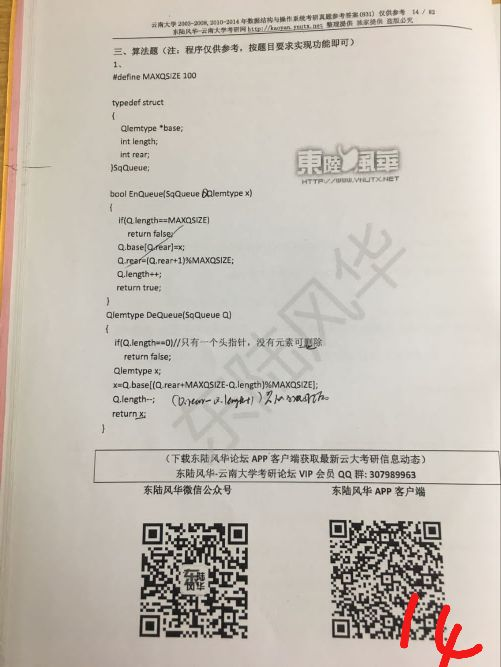 云南大学 2003-2008, 2010-2014 年数据结构与操作系统考研真题参考答案(831) 仅供参考 14 / 82
东陆风华-云南大学考研网 http://kaoyan.ynutx.net 整理提供 独家提供 盗版必究
三、算法题（注：程序仅供参考，按题目要求实现功能即可）
1、
#define MAXQSIZE 100
typedef struct
{
Qlemtype *base;
int length;
int rear;
}SqQueue;
東陸風華
HTTP://WWW.YNUTX.NET
bool EnQueue(SqQueue Qlemtype x)
{
if(Q.length==MAXQSIZE)
return false;
Q.base[Q.rear]=x;
Q.rear=(Q.rear+1)%MAXQSIZE;
Q.length++;
return true;
}
Qlemtype DeQueue(SqQueue Q)
{
if(Q.length==0)//只有一个头指针，没有元素可删除
return false;
Qlemtype x;
x=Q.base[(Q.rear+MAXQSIZE-Q.length)%MAXQSIZE];
Q.length--;
return x;
}
东陆风华
（下载东陆风华论坛 APP 客户端获取最新云大考研信息动态）
东陆风华-云南大学考研论坛 VIP 会员 QQ 群: 307989963
东陆风华微信公众号 东陆风华 APP 客户端
14